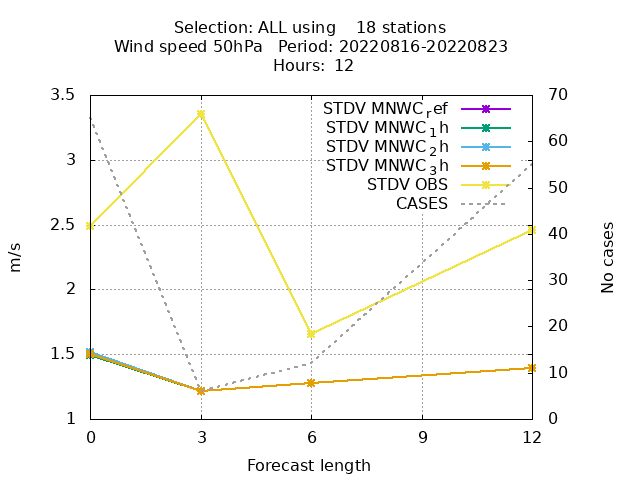 Selection: ALL using    18 stations
Wind speed 50hPa   Period: 20220816-20220823
Hours: 12
3.5
3
2.5
2
1.5
1
m/s
STDV MNWC_ref
STDV MNWC_1h
STDV MNWC_2h
STDV MNWC_3h
STDV OBS
CASES
70
60
50
40
30
20
10
0
No cases
0 3 6 9 12
Forecast length